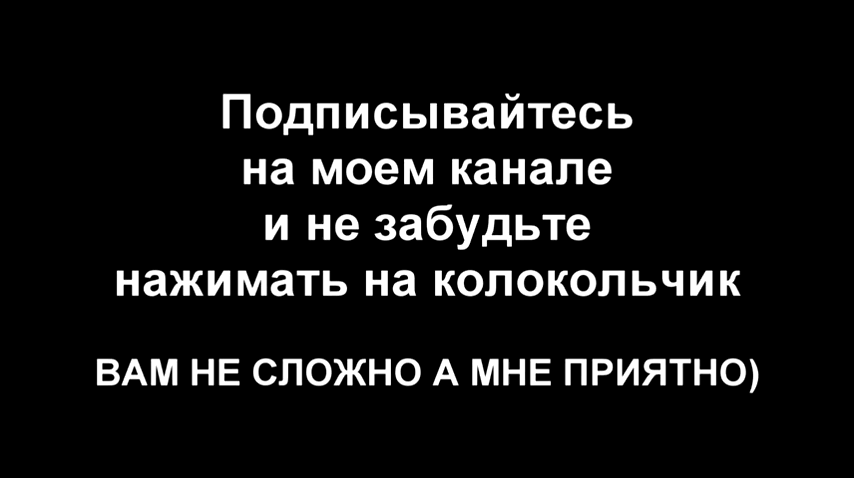 Подписывайтесь
на моем канале
и не забудьте
нажимать на колокольчик
ВАМ НЕ СЛОЖНО А МНЕ ПРИЯТНО)